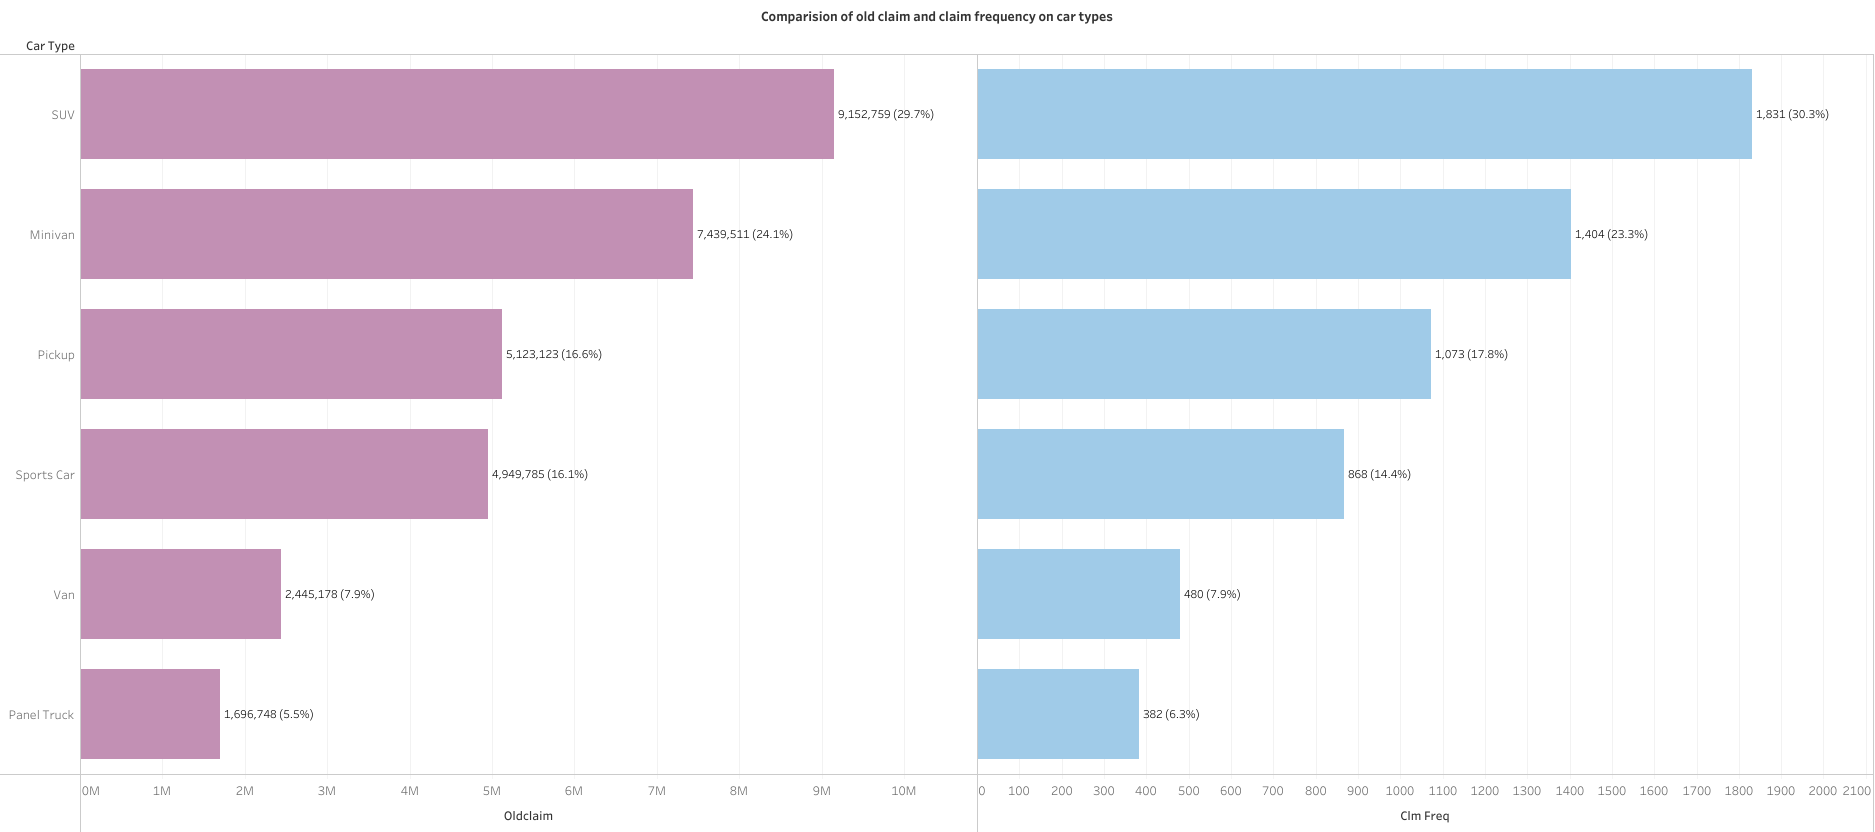 Comparision of old claim and claim frequency on car types
Car Type
SUV
9,152,759 (29.7%)
1,831 (30.3%)
Minivan
7,439,511 (24.1%)
1,404 (23.3%)
Pickup
5,123,123 (16.6%)
1,073 (17.8%)
Sports Car
4,949,785 (16.1%)
868 (14.4%)
Van
2,445,178 (7.9%)
480 (7.9%)
Panel Truck
1,696,748 (5.5%)
382 (6.3%)
0M 1M 2M 3M 4M 5M 6M 7M 8M 9M 10M
0 100 200 300 400 500 600 700 800 900 1000 1100 1200 1300 1400 1500 1600 1700 1800 1900 2000 2100
Oldclaim
Clm Freq